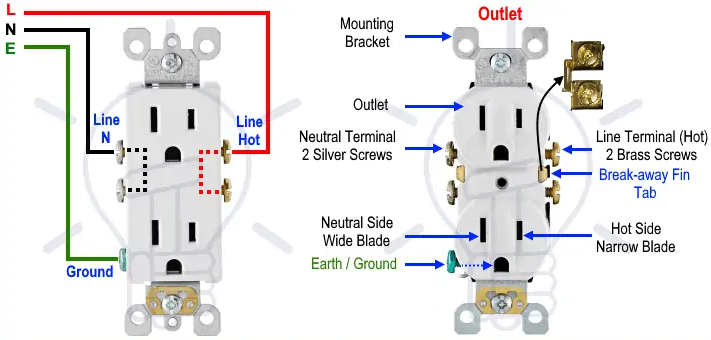 L
N
E
Line
N
Line
Hot
Ground
Outlet
Mounting
Bracket
Outlet
Neutral Terminal
2 Silver Screws
Line Terminal (Hot)
2 Brass Screws
Break-away Fin
Tab
Neutral Side
Wide Blade
Hot Side
Narrow Blade
Earth / Ground